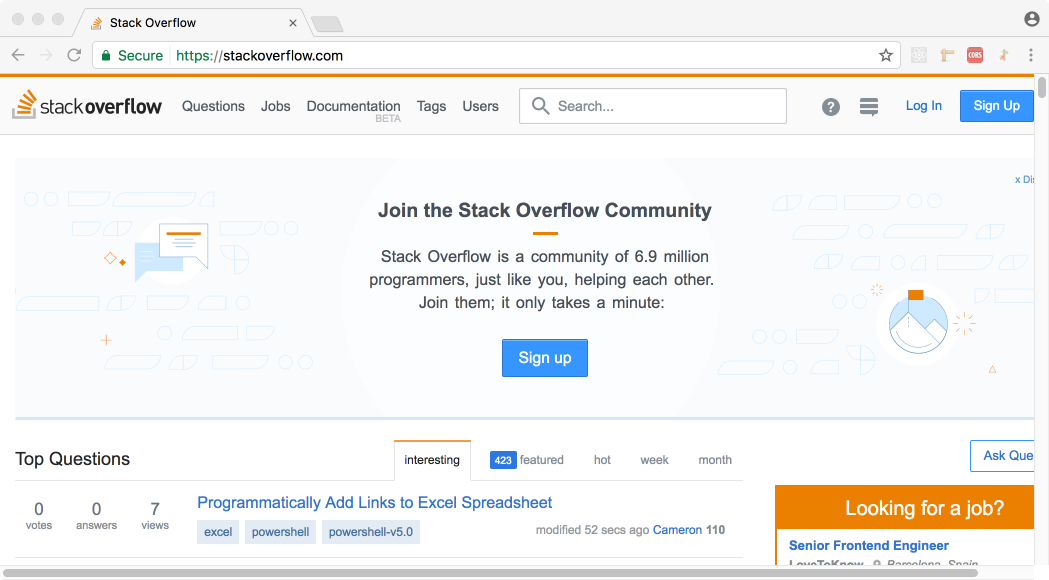 Stack Overflow
Secure https://stackoverflow.com
CORS
stackoverflow Questions Jobs Documentation BETA Tags Users Search... ? Log In Sign Up
x Di
Join the Stack Overflow Community
Stack Overflow is a community of 6.9 million
programmers, just like you, helping each other.
Join them; it only takes a minute:
Sign up
Top Questions interesting 423 featured hot week month Ask Que
0 votes 0 answers 7 views
Programmatically Add Links to Excel Spreadsheet
excel powershell powershell-v5.0
modified 52 secs ago Cameron 110
Looking for a job?
Senior Frontend Engineer
LoveToKnow Barcelona, Spain